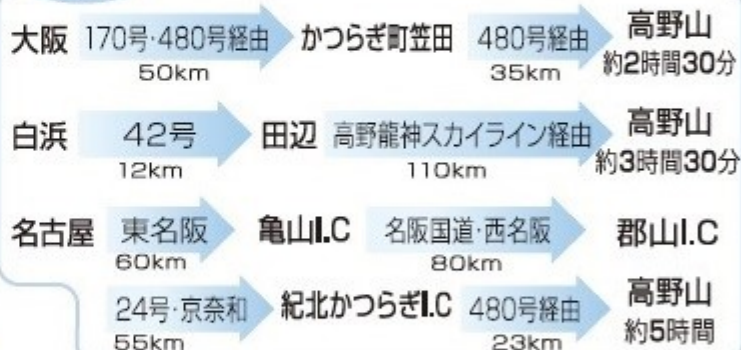 大阪 170号・480号経由 かつらぎ町笠田 480号経由 高野山
50km 35km 約2時間30分
白浜 42号 田辺 高野龍神スカイライン経由 高野山
12km 110km 約3時間30分
名古屋 東名阪 亀山I.C 名阪国道・西名阪 郡山I.C
60km 80km
24号・京奈和 紀北かつらぎI.C 480号経由 高野山
55km 23km 約5時間